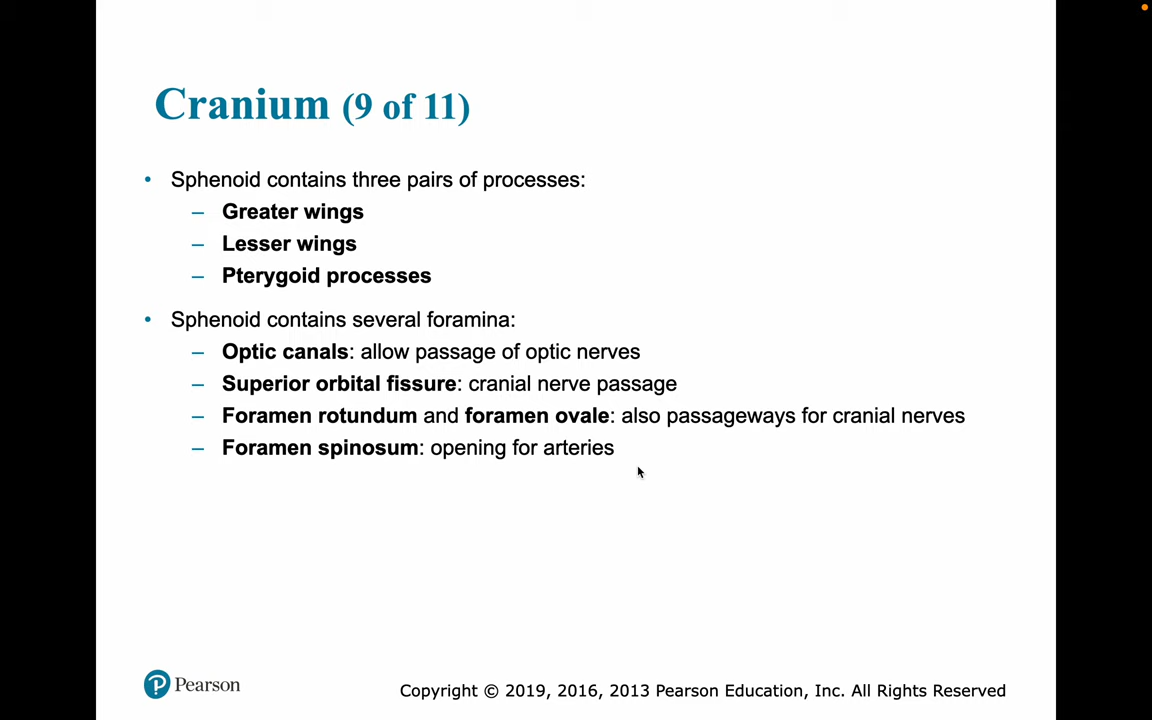 Cranium (9 of 11)
• Sphenoid contains three pairs of processes:
– Greater wings
– Lesser wings
– Pterygoid processes
• Sphenoid contains several foramina:
– Optic canals: allow passage of optic nerves
– Superior orbital fissure: cranial nerve passage
– Foramen rotundum and foramen ovale: also passageways for cranial nerves
– Foramen spinosum: opening for arteries
Pearson
Copyright © 2019, 2016, 2013 Pearson Education, Inc. All Rights Reserved